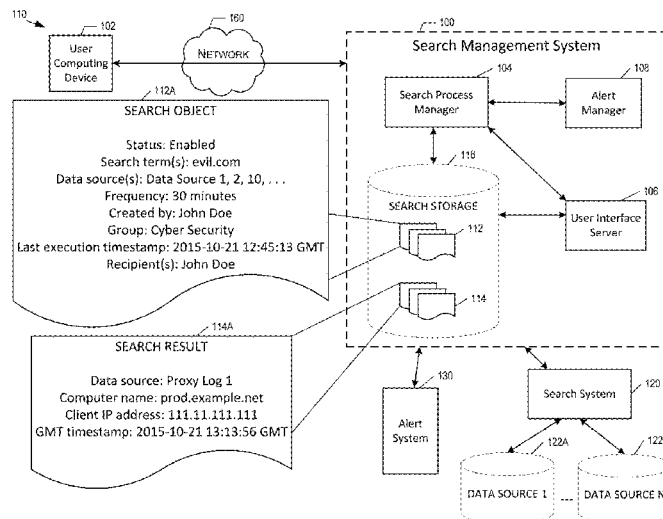 110
102
User
Computing
Device
160
NETWORK
100
Search Management System
104
Search Process
Manager
108
Alert
Manager
112A
SEARCH OBJECT
Status: Enabled
Search term(s): evil.com
Data source(s): Data Source 1, 2, 10, . . .
Frequency: 30 minutes
Created by: John Doe
Group: Cyber Security
Last execution timestamp: 2015-10-21 12:45:13 GMT
Recipient(s): John Doe
116
SEARCH STORAGE
112
114
106
User Interface
Server
114A
SEARCH RESULT
Data source: Proxy Log 1
Computer name: prod.example.net
Client IP address: 111.11.111.111
GMT timestamp: 2015-10-21 13:13:56 GMT
130
Alert
System
Search System
120
122A
DATA SOURCE 1
...
122
DATA SOURCE N